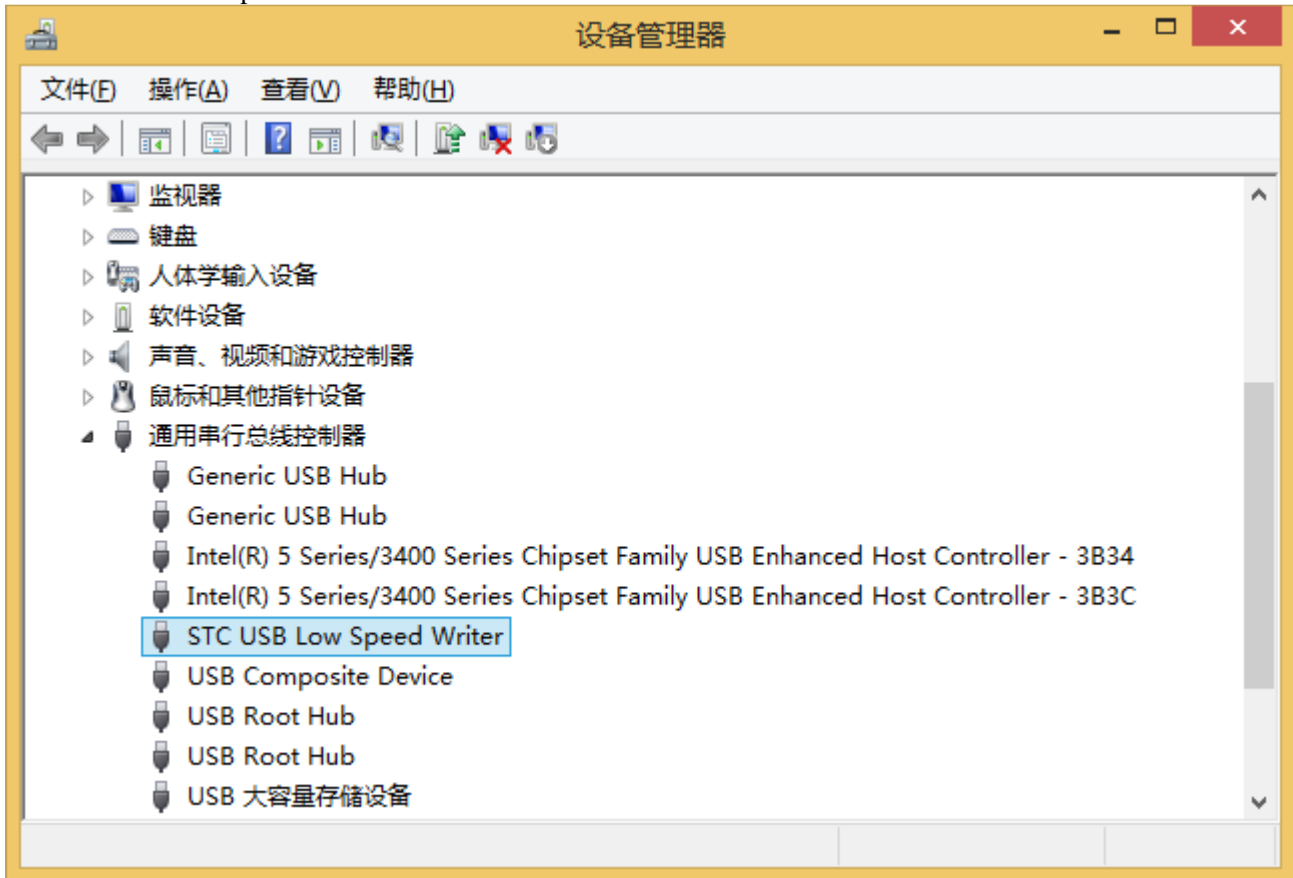 设备管理器
文件(F) 操作(A) 查看(V) 帮助(H)
监视器
键盘
人体学输入设备
软件设备
声音、视频和游戏控制器
鼠标和其他指针设备
通用串行总线控制器
Generic USB Hub
Generic USB Hub
Intel(R) 5 Series/3400 Series Chipset Family USB Enhanced Host Controller - 3B34
Intel(R) 5 Series/3400 Series Chipset Family USB Enhanced Host Controller - 3B3C
STC USB Low Speed Writer
USB Composite Device
USB Root Hub
USB Root Hub
USB 大容量存储设备